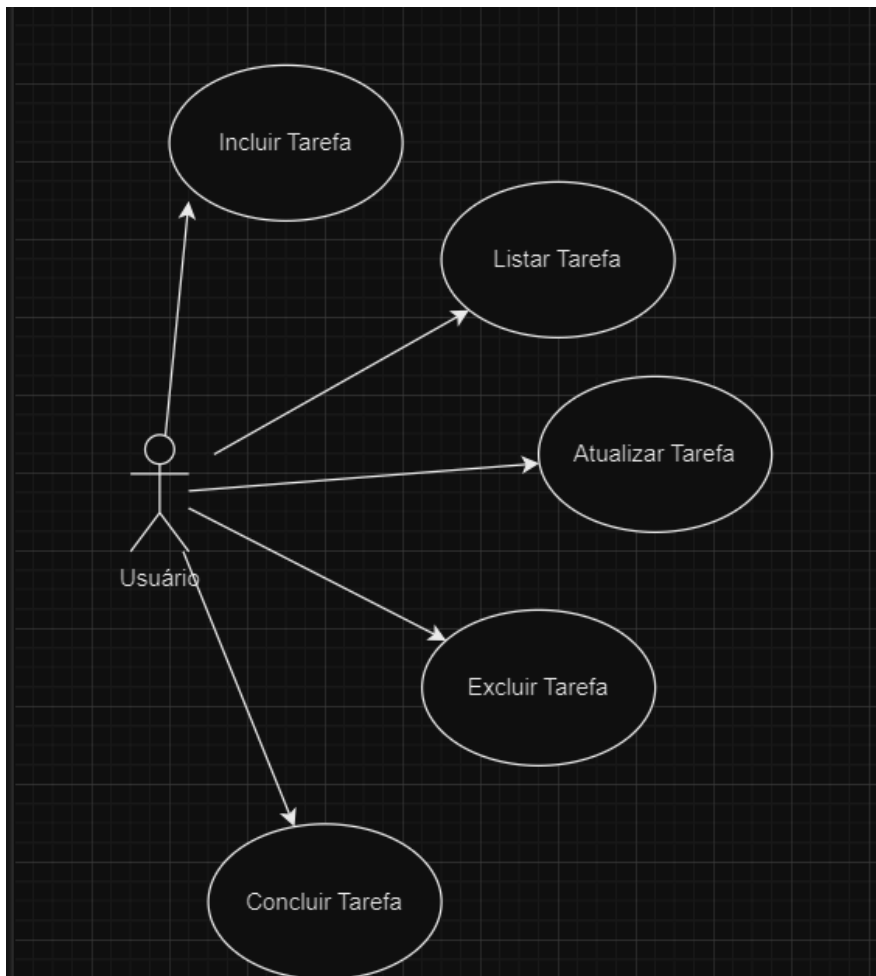 Incluir Tarefa
Listar Tarefa
Atualizar Tarefa
Usuário
Excluir Tarefa
Concluir Tarefa